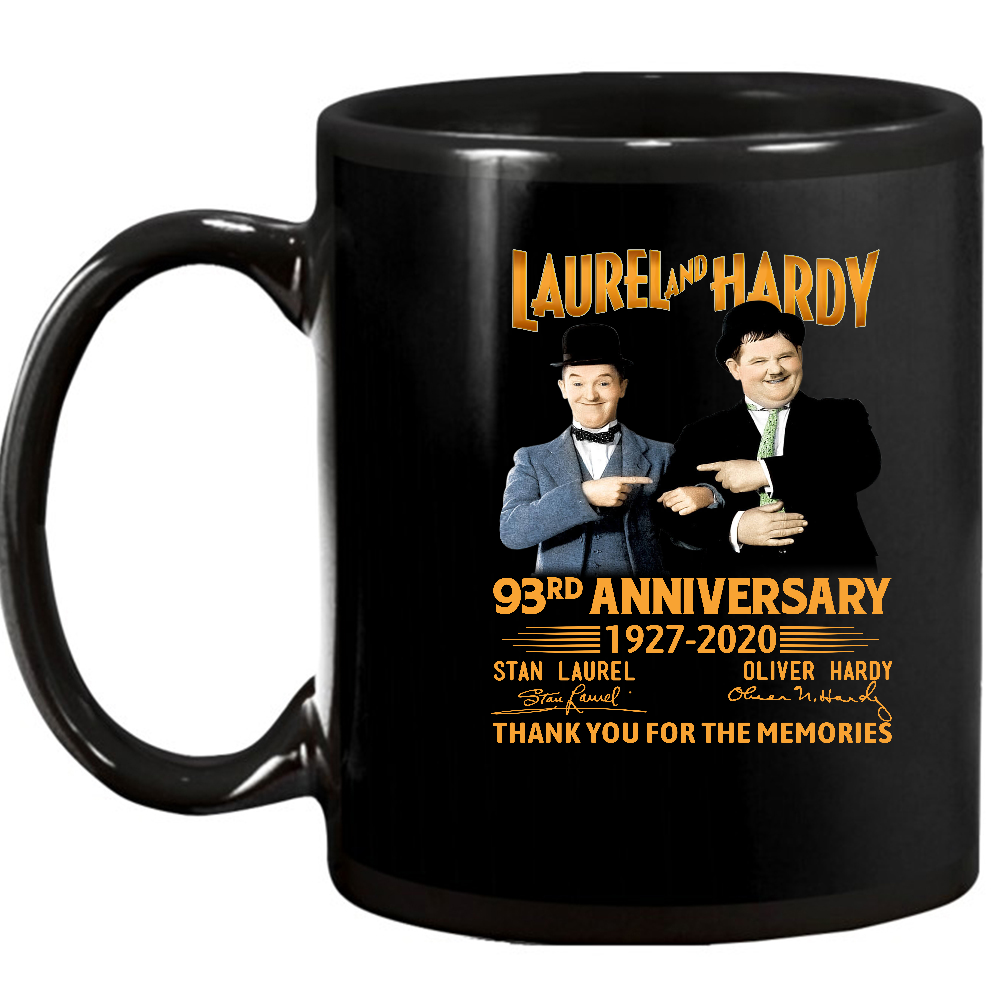 LAUREL AND HARDY
93RD ANNIVERSARY
1927-2020
STAN LAUREL OLIVER HARDY
Stan Laurel Oliver N. Hardy
THANK YOU FOR THE MEMORIES